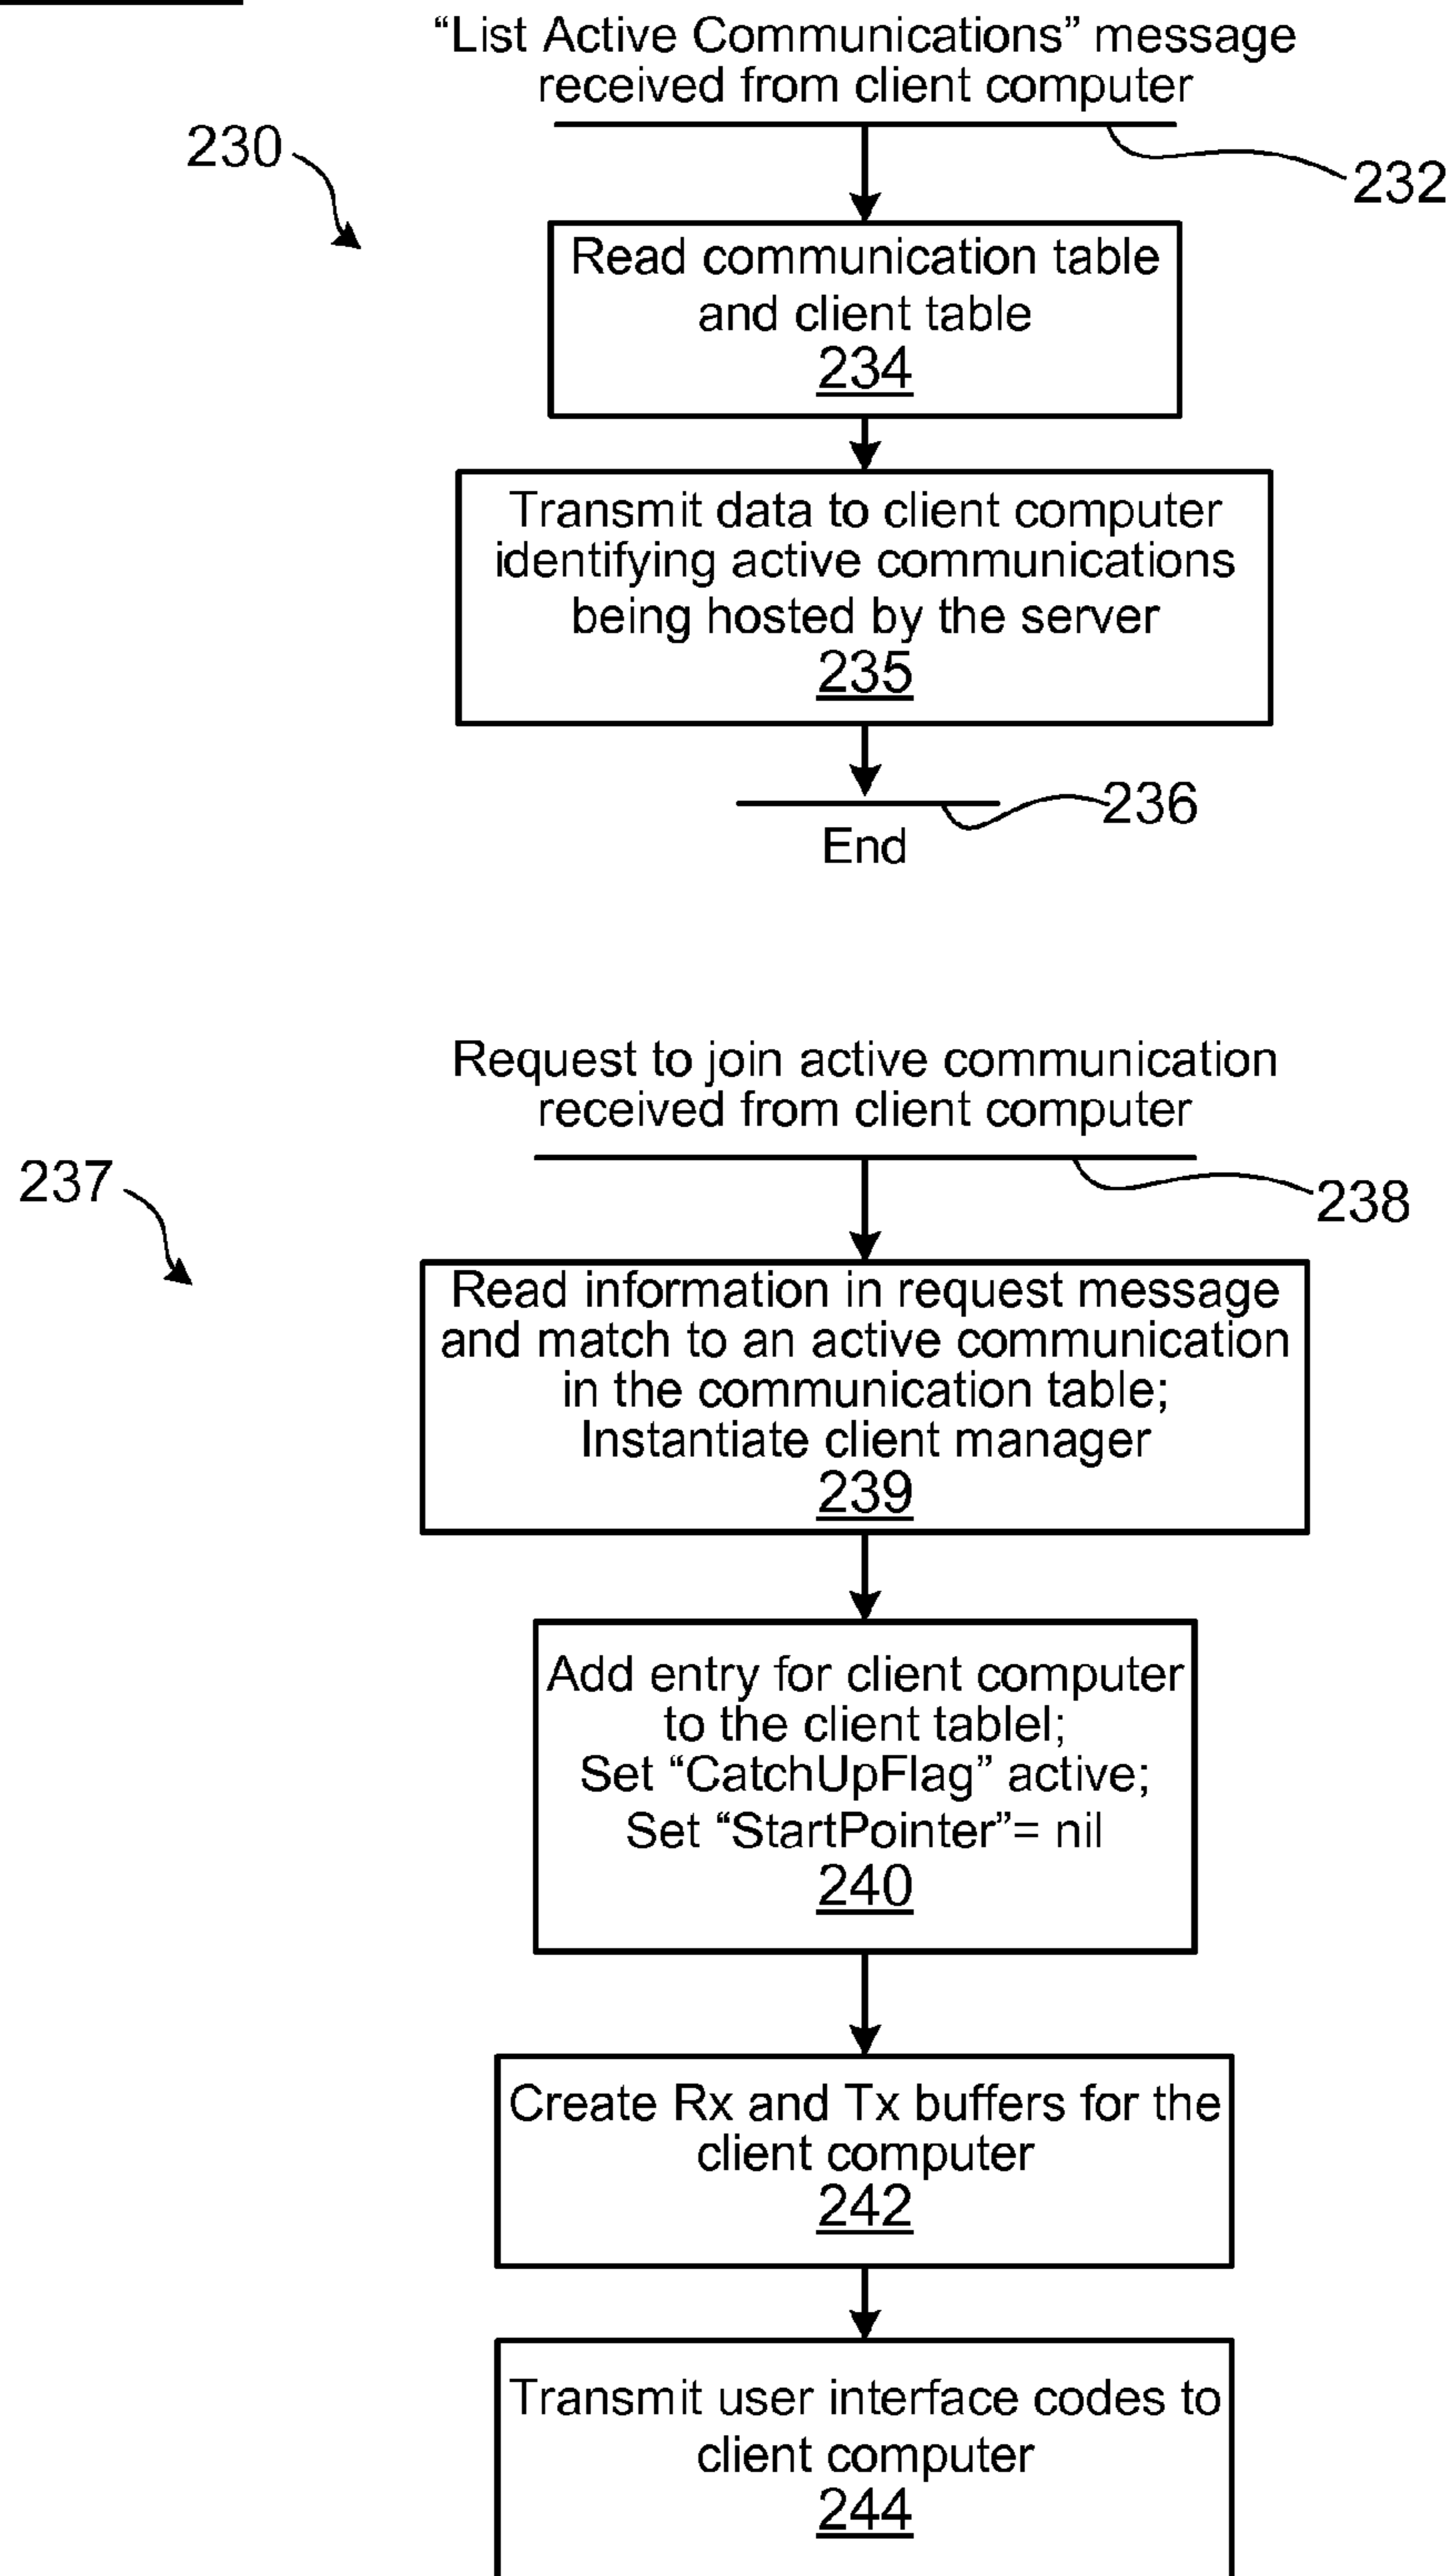 “List Active Communications” message
received from client computer
230
232
Read communication table
and client table
234
Transmit data to client computer
identifying active communications
being hosted by the server
235
236
End
Request to join active communication
received from client computer
237
238
Read information in request message
and match to an active communication
in the communication table;
Instantiate client manager
239
Add entry for client computer
to the client tablel;
Set “CatchUpFlag” active;
Set “StartPointer”= nil
240
Create Rx and Tx buffers for the
client computer
242
Transmit user interface codes to
client computer
244